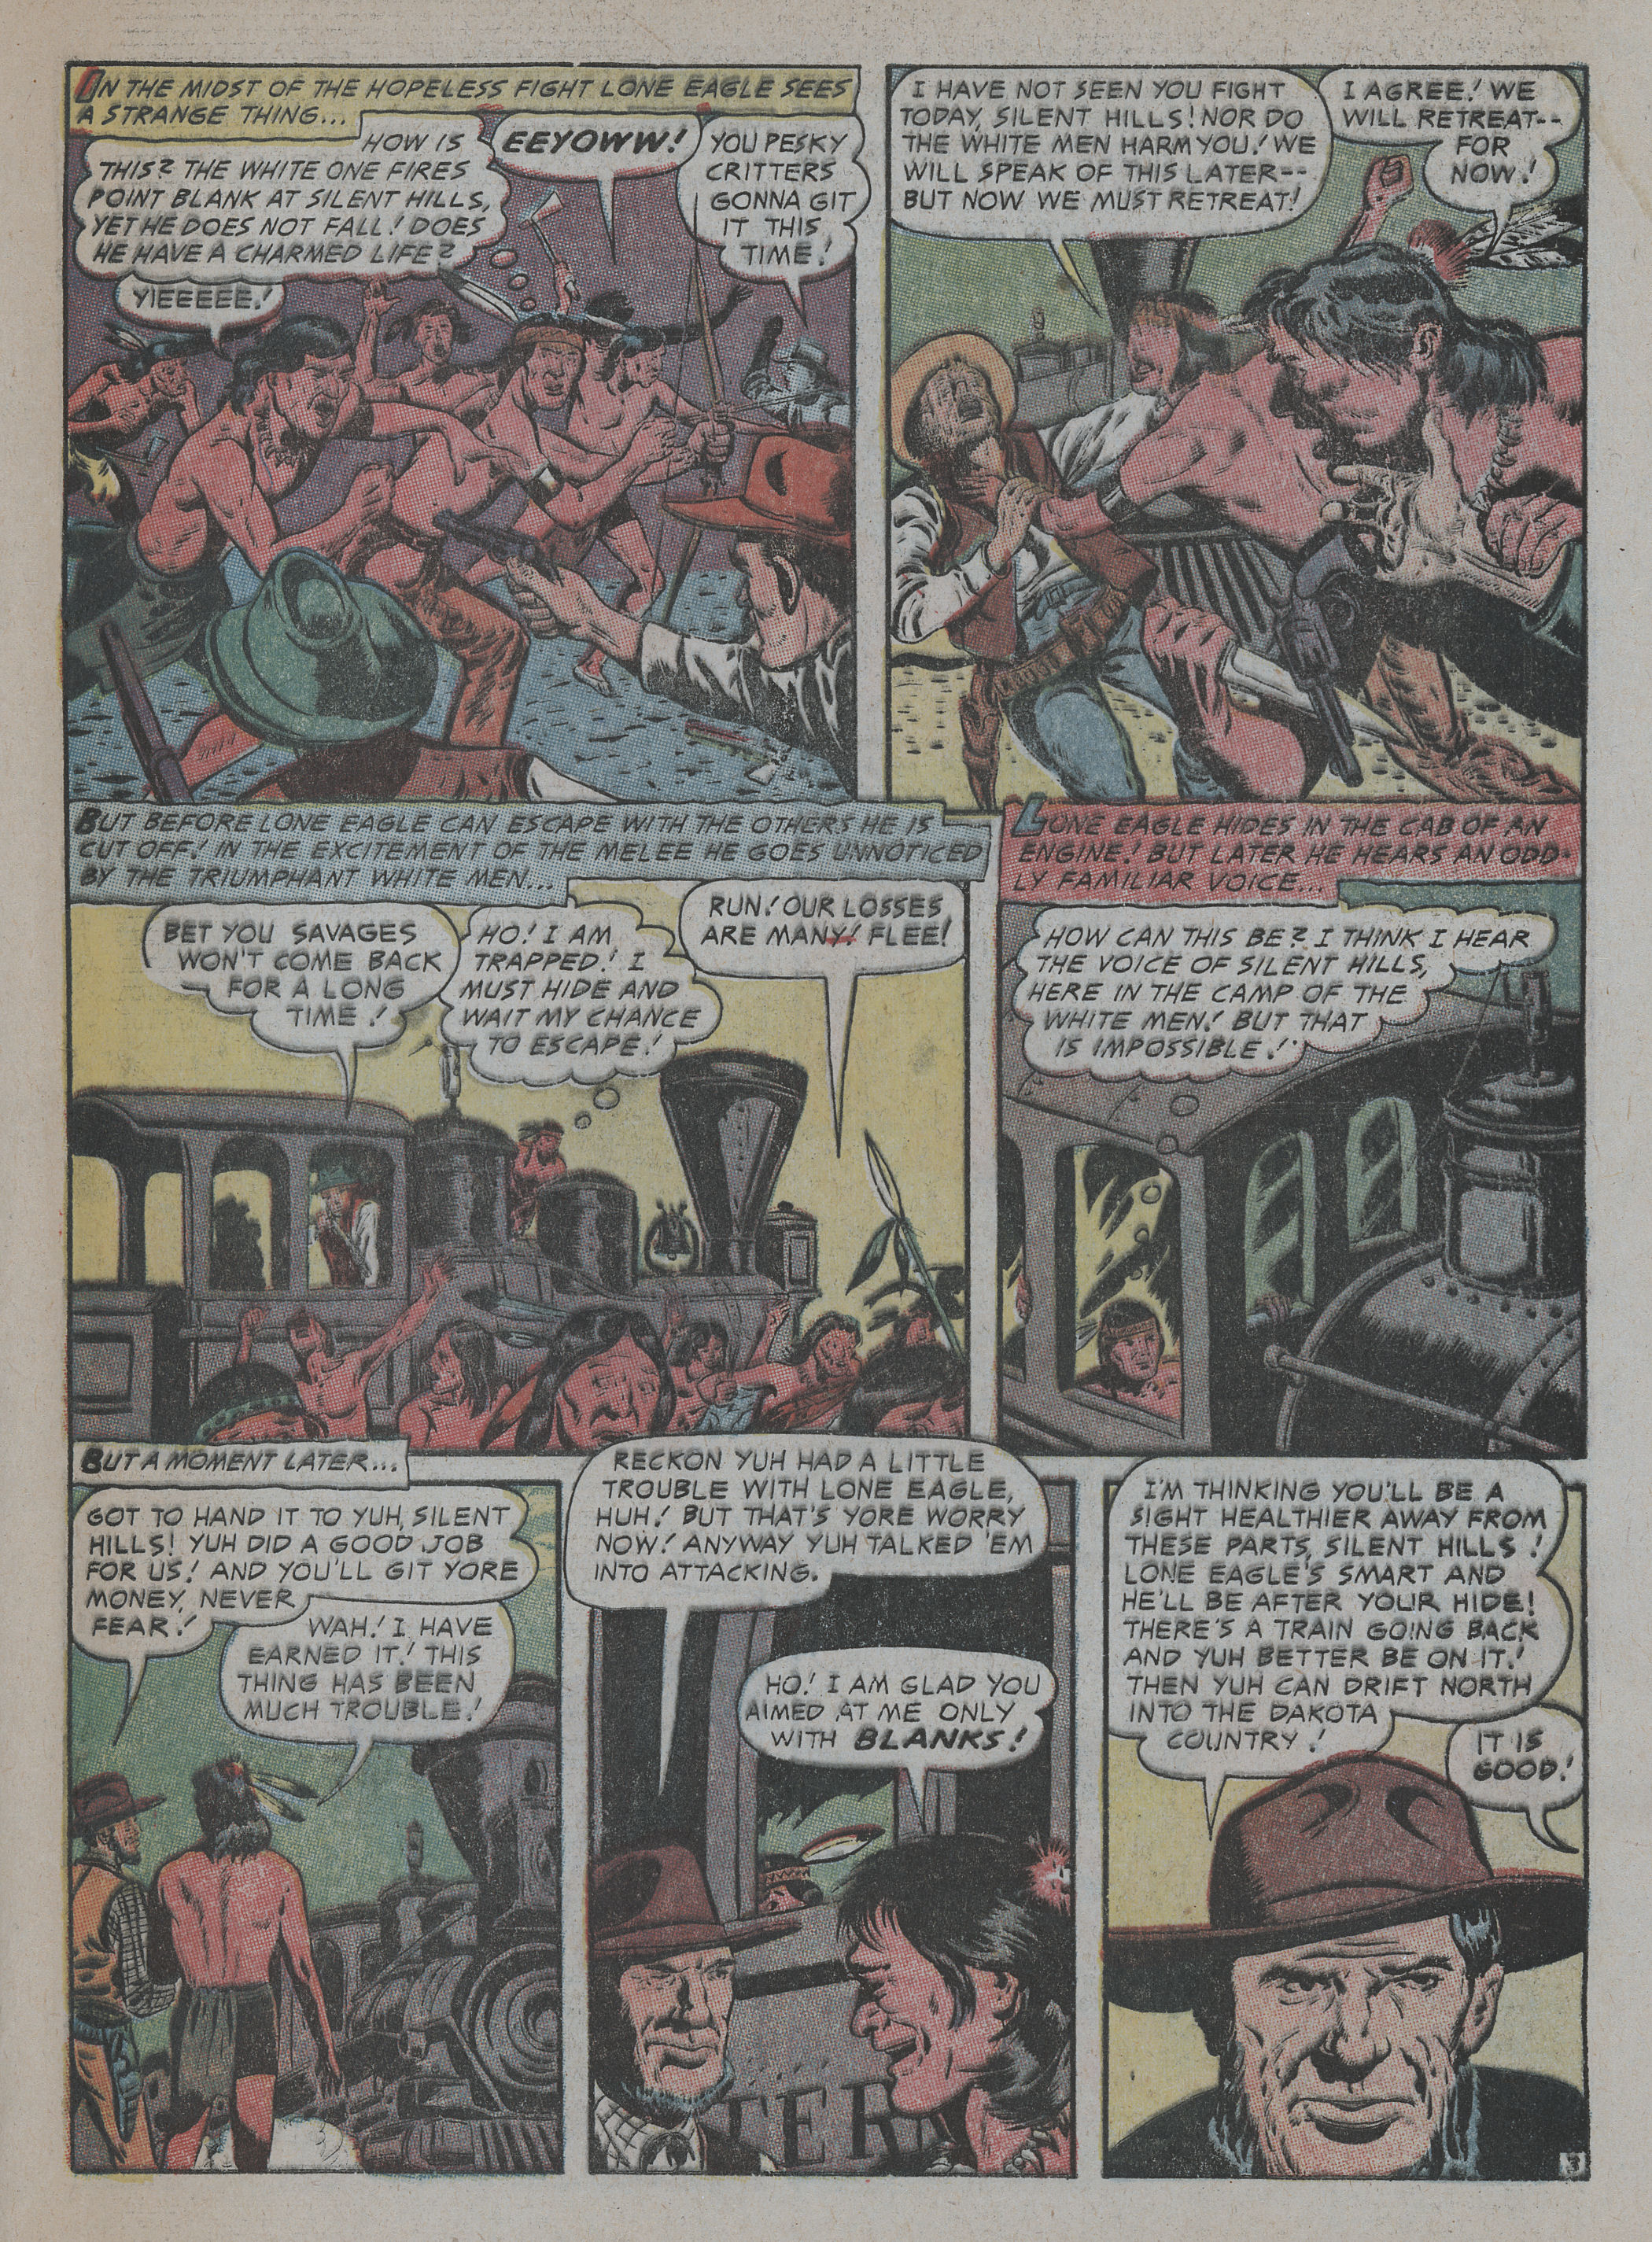 IN THE MIDST OF THE HOPELESS FIGHT LONE EAGLE SEES
A STRANGE THING...
HOW IS
THIS? THE WHITE ONE FIRES
POINT BLANK AT SILENT HILLS,
YET HE DOES NOT FALL! DOES
HE HAVE A CHARMED LIFE?
YIEEEEE!
EEYOWW!
YOU PESKY
CRITTERS
GONNA GIT
IT THIS
TIME!
I HAVE NOT SEEN YOU FIGHT
TODAY, SILENT HILLS! NOR DO
THE WHITE MEN HARM YOU! WE
WILL SPEAK OF THIS LATER--
BUT NOW WE MUST RETREAT!
I AGREE! WE
WILL RETREAT--
FOR
NOW!
BUT BEFORE LONE EAGLE CAN ESCAPE WITH THE OTHERS HE IS
CUT OFF! IN THE EXCITEMENT OF THE MELEE HE GOES UNNOTICED
BY THE TRIUMPHANT WHITE MEN...
BET YOU SAVAGES
WON'T COME BACK
FOR A LONG
TIME!
HO! I AM
TRAPPED! I
MUST HIDE AND
WAIT MY CHANCE
TO ESCAPE!
RUN! OUR LOSSES
ARE MANY! FLEE!
LONE EAGLE HIDES IN THE CAB OF AN
ENGINE! BUT LATER HE HEARS AN ODD-
LY FAMILIAR VOICE...
HOW CAN THIS BE? I THINK I HEAR
THE VOICE OF SILENT HILLS,
HERE IN THE CAMP OF THE
WHITE MEN! BUT THAT
IS IMPOSSIBLE!
BUT A MOMENT LATER...
GOT TO HAND IT TO YUH, SILENT
HILLS! YUH DID A GOOD JOB
FOR US! AND YOU'LL GIT YORE
MONEY, NEVER
FEAR!
WAH! I HAVE
EARNED IT! THIS
THING HAS BEEN
MUCH TROUBLE!
RECKON YUH HAD A LITTLE
TROUBLE WITH LONE EAGLE,
HUH! BUT THAT'S YORE WORRY
NOW! ANYWAY YUH TALKED 'EM
INTO ATTACKING.
HO! I AM GLAD YOU
AIMED AT ME ONLY
WITH BLANKS!
TER
I'M THINKING YOU'LL BE A
SIGHT HEALTHIER AWAY FROM
THESE PARTS, SILENT HILLS!
LONE EAGLE'S SMART AND
HE'LL BE AFTER YOUR HIDE!
THERE'S A TRAIN GOING BACK
AND YUH BETTER BE ON IT!
THEN YUH CAN DRIFT NORTH
INTO THE DAKOTA
COUNTRY!
IT IS
GOOD!
3